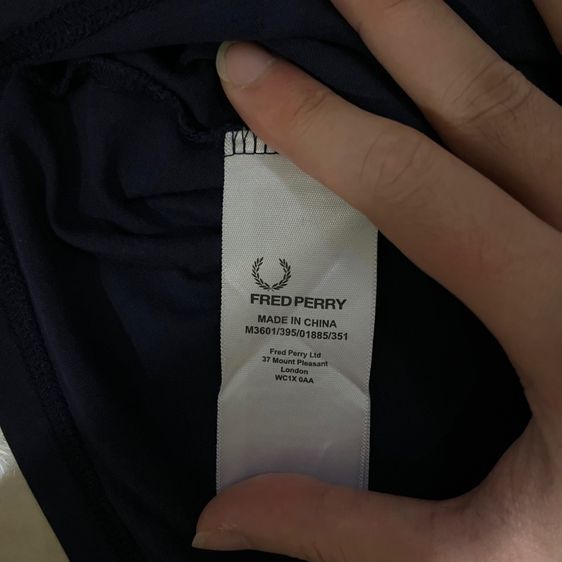 FRED PERRY
MADE IN CHINA
M3601/395/01885/351
Fred Perry Ltd
37 Mount Pleasant
London
WC1X 0AA